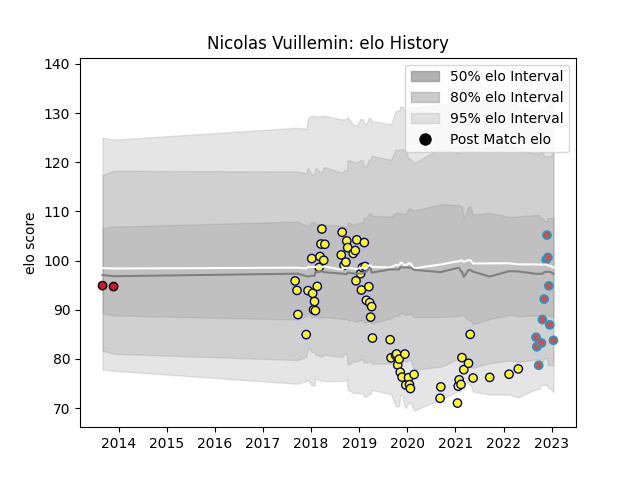 Nicolas Vuillemin: elo History
140
130
120
110
100
90
80
70
elo score
50% elo Interval
80% elo Interval
95% elo Interval
Post Match elo
2014 2015 2016 2017 2018 2019 2020 2021 2022 2023